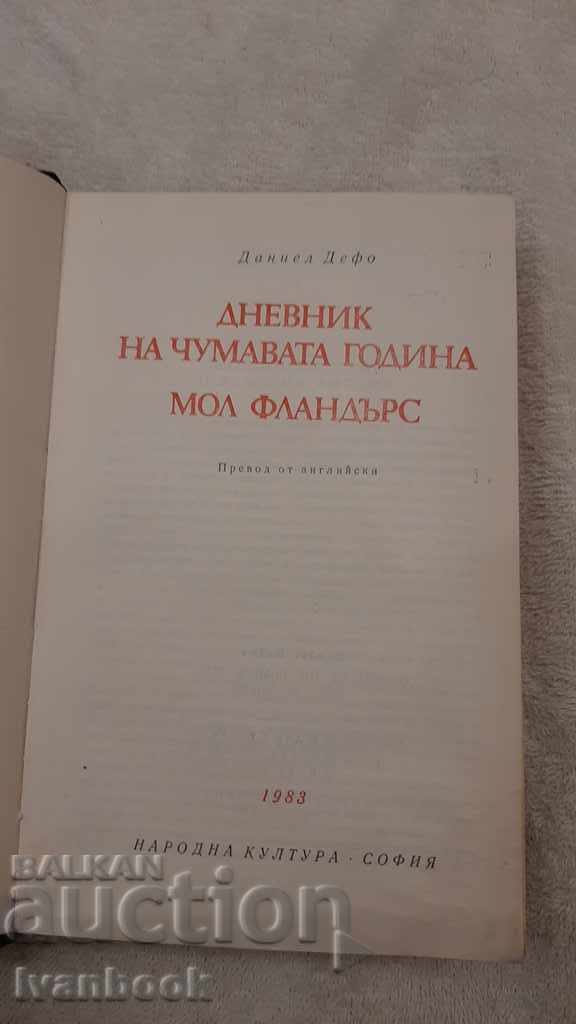 Даниел Дефо
ДНЕВНИК
НА ЧУМАВАТА ГОДИНА
МОЛ ФЛАНДЪРС
Превод от английски
1983
НАРОДНА КУЛТУРА · СОФИЯ
BALKAN
auction
Ivanbook